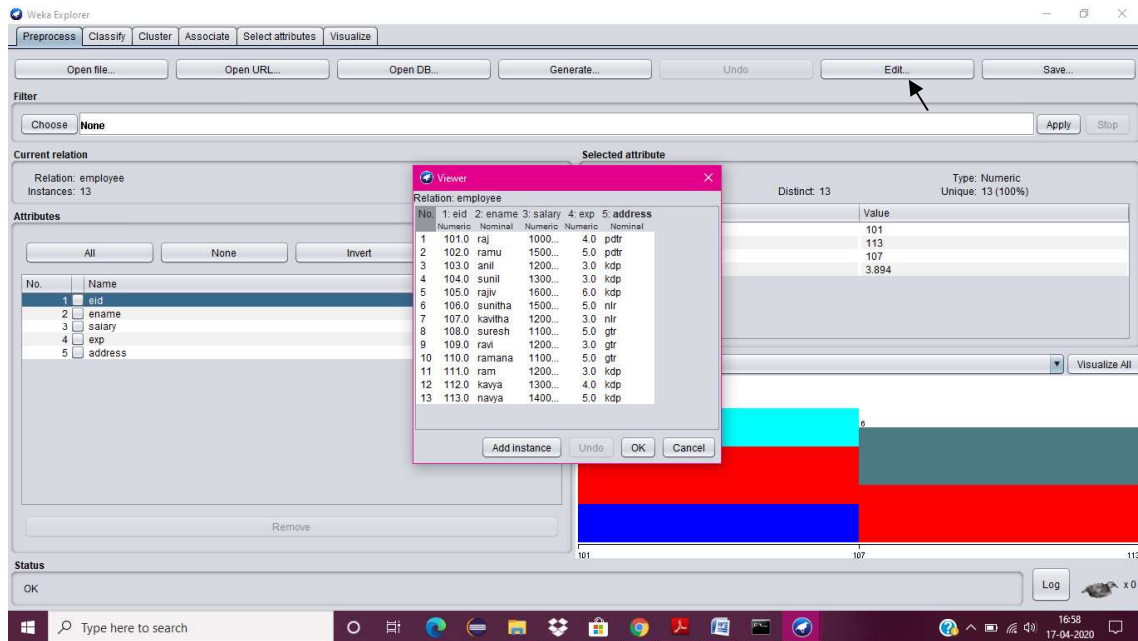 Weka Explorer
Preprocess Classify Cluster Associate Select attributes Visualize
Open file... Open URL... Open DB... Generate... Undo Edit... Save...
Filter
Choose None Apply Stop
Current relation
Relation: employee
Instances: 13
Selected attribute
Type: Numeric
Distinct: 13 Unique: 13 (100%)
Attributes
All None Invert
No. Name
1 eid
2 ename
3 salary
4 exp
5 address
Remove
Value
101
113
107
3.894
Visualize All
6
101 107 113
Viewer
Relation: employee
No. 1: eid 2: ename 3: salary 4: exp 5: address
Numeric Nominal Numeric Numeric Nominal
1 101.0 raj 1000... 4.0 pdtr
2 102.0 ramu 1500... 5.0 pdtr
3 103.0 anil 1200... 3.0 kdp
4 104.0 sunil 1300... 3.0 kdp
5 105.0 rajiv 1600... 6.0 kdp
6 106.0 sunitha 1500... 5.0 nlr
7 107.0 kavitha 1200... 3.0 nlr
8 108.0 suresh 1100... 5.0 gtr
9 109.0 ravi 1200... 3.0 gtr
10 110.0 ramana 1100... 5.0 gtr
11 111.0 ram 1200... 3.0 kdp
12 112.0 kavya 1300... 4.0 kdp
13 113.0 navya 1400... 5.0 kdp
Add instance Undo OK Cancel
Status
OK
Log x 0
Type here to search
16:58
17-04-2020